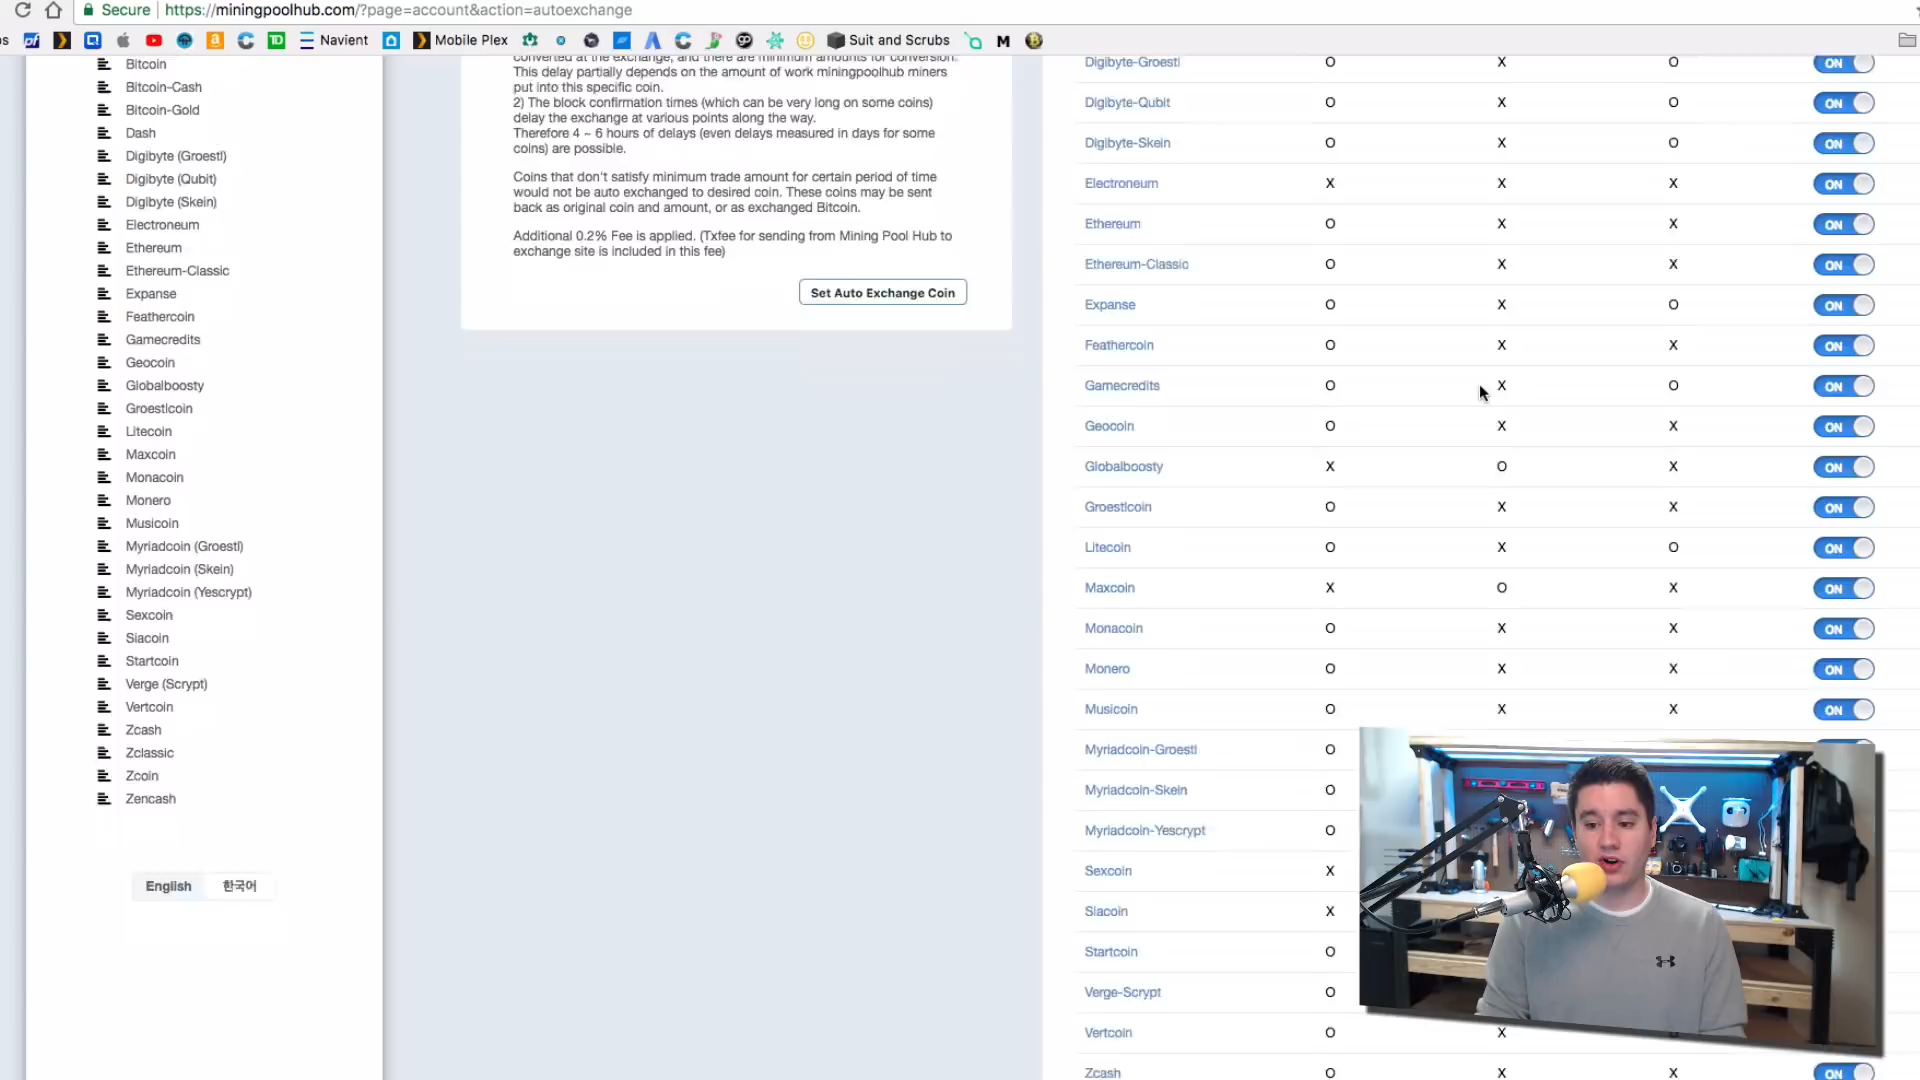 Secure https://miningpoolhub.com/?page=account&action=autoexchange
Navient Mobile Plex Suit and Scrubs
Bitcoin
Bitcoin-Cash
Bitcoin-Gold
Dash
Digibyte (Groestl)
Digibyte (Qubit)
Digibyte (Skein)
Electroneum
Ethereum
Ethereum-Classic
Expanse
Feathercoin
Gamecredits
Geocoin
Globalboosty
Groestlcoin
Litecoin
Maxcoin
Monacoin
Monero
Musicoin
Myriadcoin (Groestl)
Myriadcoin (Skein)
Myriadcoin (Yescrypt)
Sexcoin
Siacoin
Startcoin
Verge (Scrypt)
Vertcoin
Zcash
Zclassic
Zcoin
Zencash
English 한국어
converted at the exchange, and there are minimum amounts for conversion.
This delay partially depends on the amount of work miningpoolhub miners
put into this specific coin.
2) The block confirmation times (which can be very long on some coins)
delay the exchange at various points along the way.
Therefore 4 ~ 6 hours of delays (even delays measured in days for some
coins) are possible.
Coins that don't satisfy minimum trade amount for certain period of time
would not be auto exchanged to desired coin. These coins may be sent
back as original coin and amount, or as exchanged Bitcoin.
Additional 0.2% Fee is applied. (Txfee for sending from Mining Pool Hub to
exchange site is included in this fee)
Set Auto Exchange Coin
Digibyte-Groestl O X O ON
Digibyte-Qubit O X O ON
Digibyte-Skein O X O ON
Electroneum X X X ON
Ethereum O X X ON
Ethereum-Classic O X X ON
Expanse O X O ON
Feathercoin O X X ON
Gamecredits O X O ON
Geocoin O X X ON
Globalboosty X O X ON
Groestlcoin O X X ON
Litecoin O X O ON
Maxcoin X O X ON
Monacoin O X X ON
Monero O X X ON
Musicoin O X X ON
Myriadcoin-Groestl O
Myriadcoin-Skein O
Myriadcoin-Yescrypt O
Sexcoin X
Siacoin X
Startcoin O
Verge-Scrypt O
Vertcoin O X
Zcash O X X ON